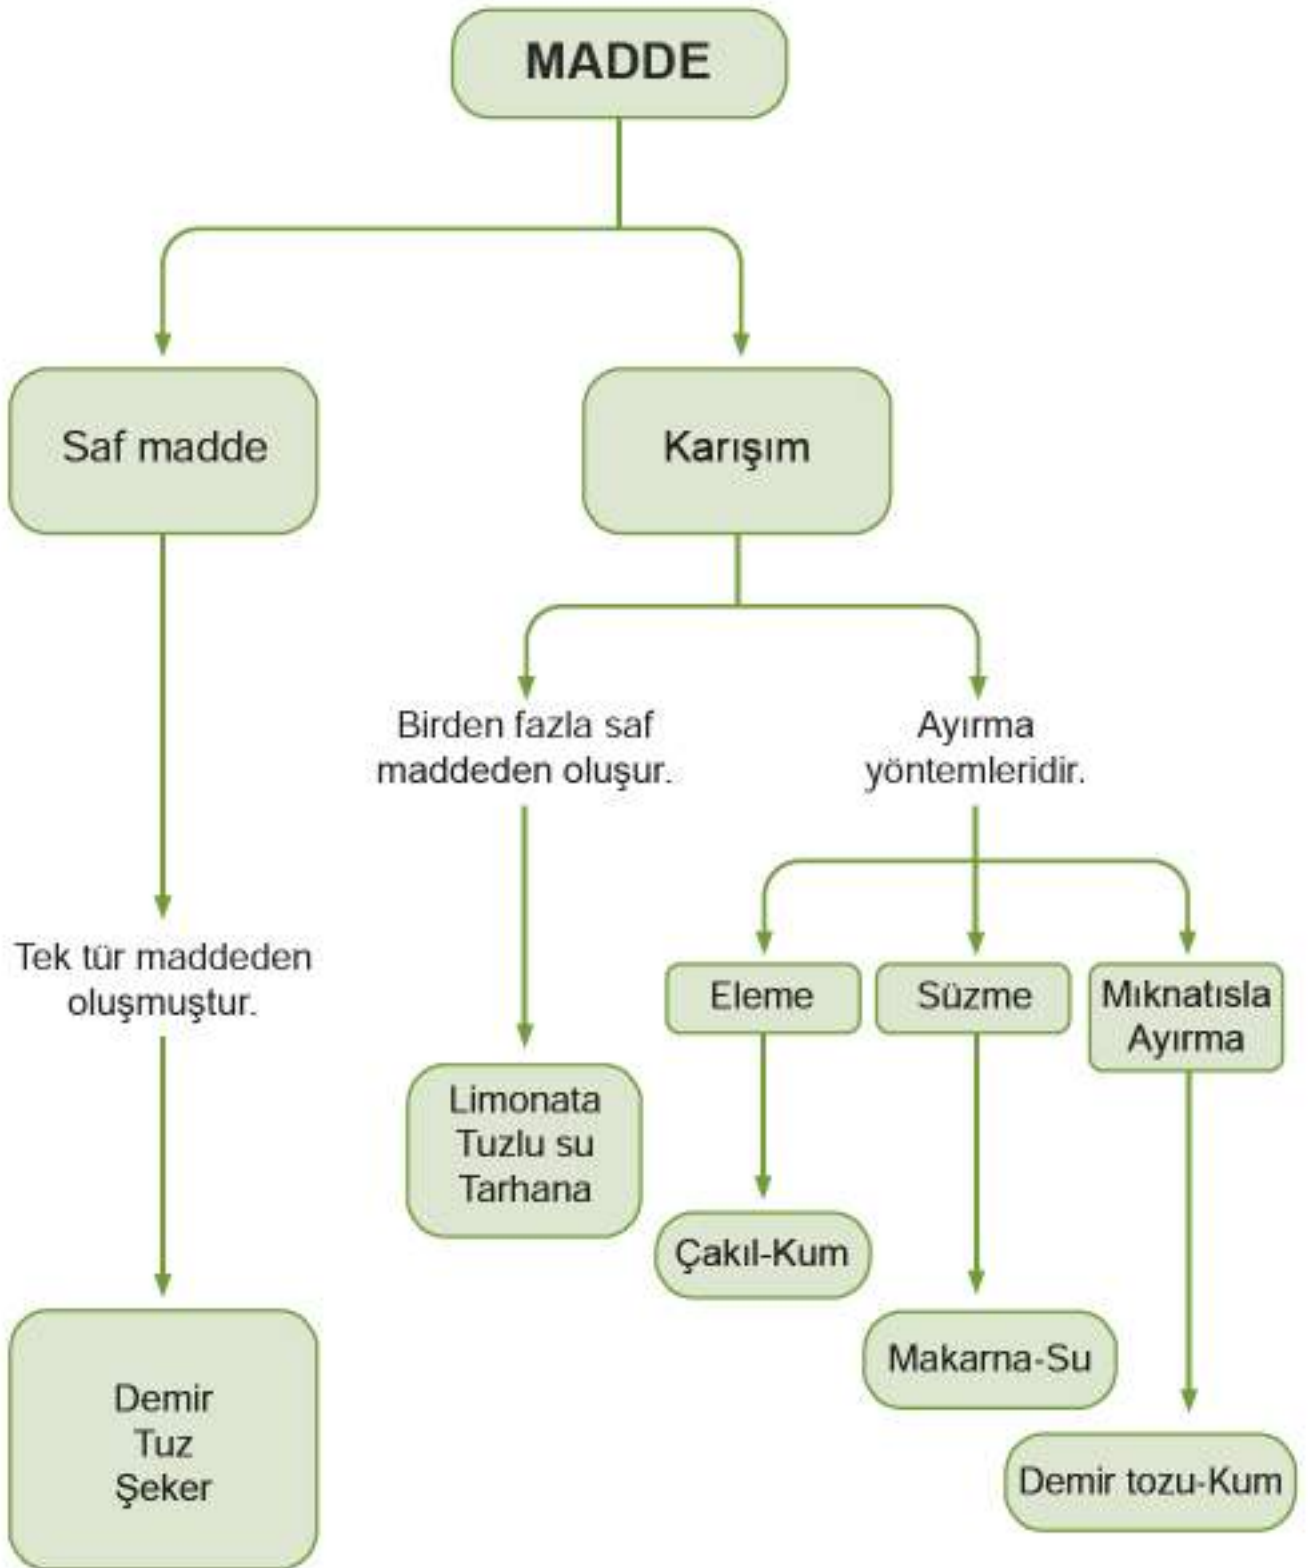 MADDE
Saf madde
Karışım
Birden fazla saf
maddeden oluşur.
Ayırma
yöntemleridir.
Tek tür maddeden
oluşmuştur.
Eleme
Süzme
Mıknatısla
Ayırma
Limonata
Tuzlu su
Tarhana
Çakıl-Kum
Makarna-Su
Demir
Tuz
Şeker
Demir tozu-Kum